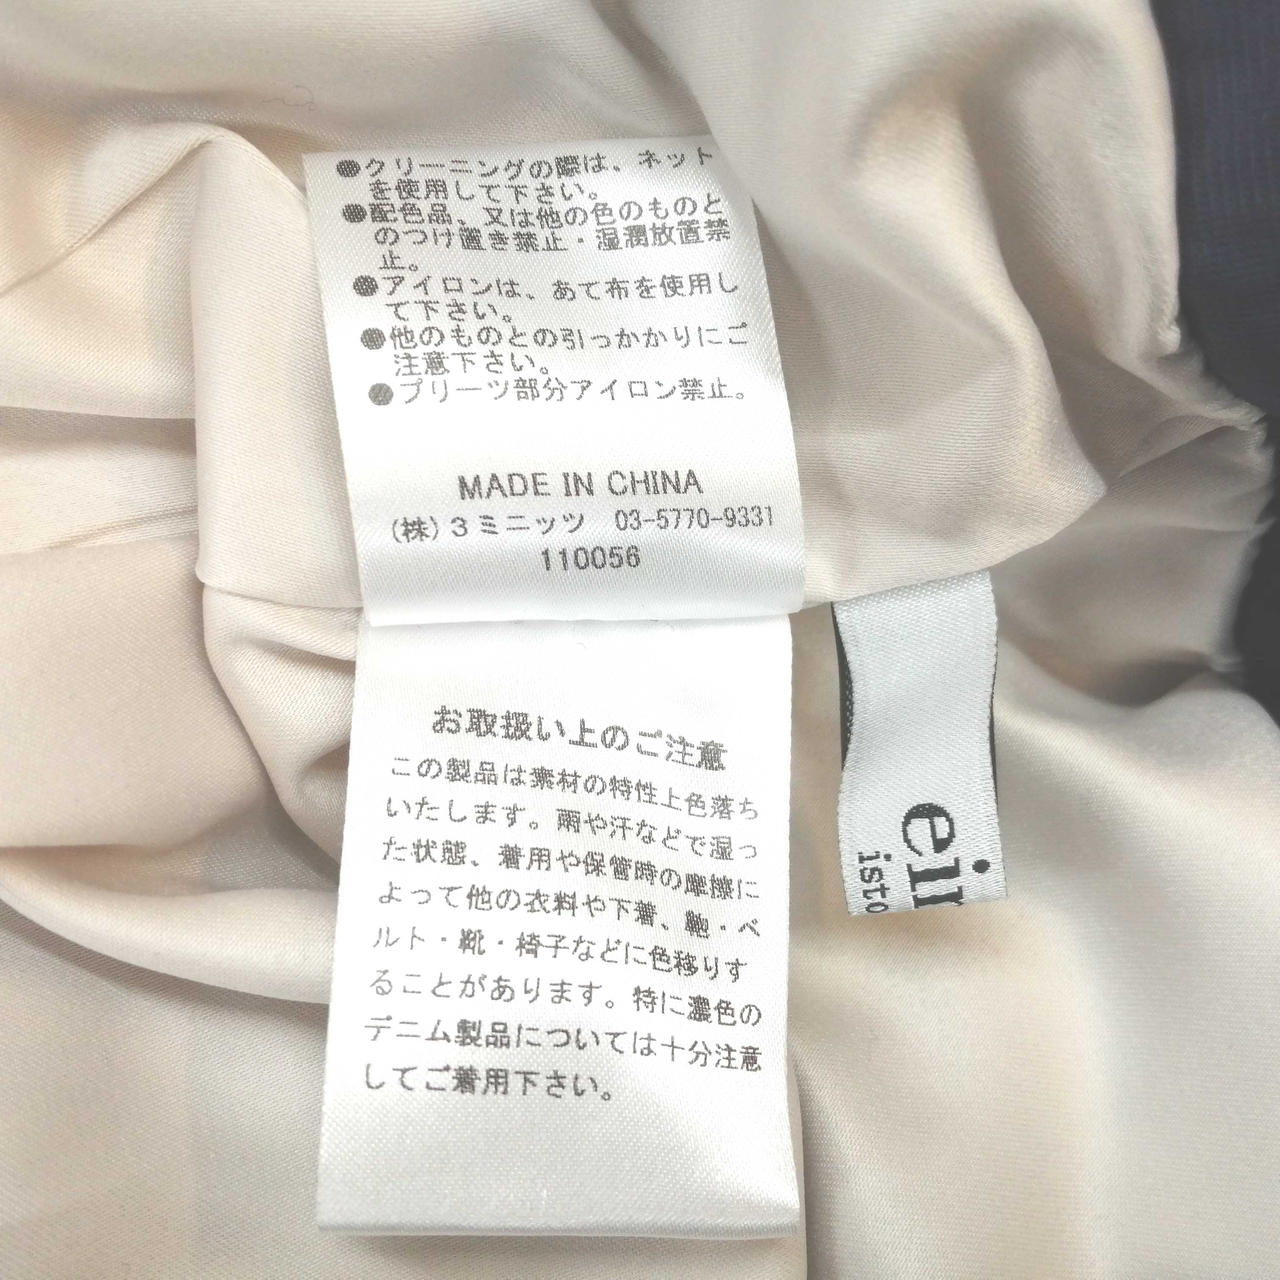 ●クリーニングの際は、ネット
を使用して下さい。
●配色品、又は他の色のものと
のつけ置き禁止・湿潤放置禁
止。
●アイロンは、あて布を使用し
て下さい。
●他のものとの引っかかりにご
注意下さい。
●プリーツ部分アイロン禁止。
MADE IN CHINA
(株)3ミニッツ 03-5770-9331
110056
お取扱い上のご注意
この製品は素材の特性上色落ち
いたします。雨や汗などで湿っ
た状態、着用や保管時の摩擦に
よって他の衣料や下着、鞄・ベ
ルト・靴・椅子などに色移りす
ることがあります。特に濃色の
デニム製品については十分注意
してご着用下さい。